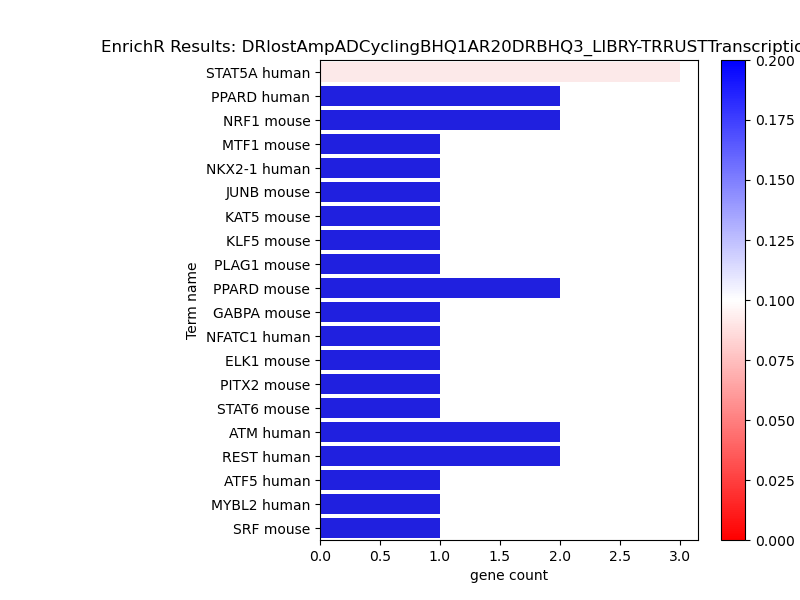 EnrichR Results: DRlostAmpADCyclingBHQ1AR20DRBHQ3_LIBRY-TRRUSTTranscriptio
STAT5A human
PPARD human
NRF1 mouse
MTF1 mouse
NKX2-1 human
JUNB mouse
KAT5 mouse
KLF5 mouse
PLAG1 mouse
PPARD mouse
GABPA mouse
NFATC1 human
ELK1 mouse
PITX2 mouse
STAT6 mouse
ATM human
REST human
ATF5 human
MYBL2 human
SRF mouse
Term name
0.0 0.5 1.0 1.5 2.0 2.5 3.0
gene count
0.200
0.175
0.150
0.125
0.100
0.075
0.050
0.025
0.000